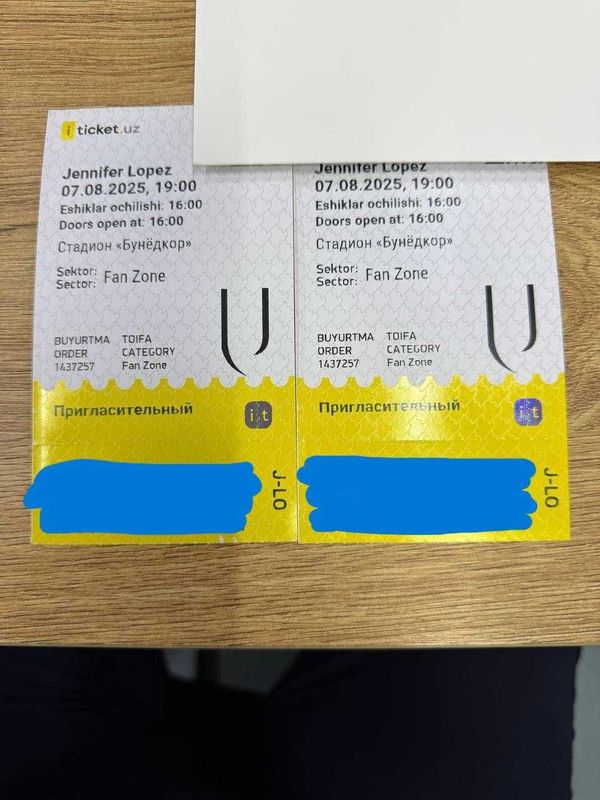 iticket.uz
Jennifer Lopez
07.08.2025, 19:00
Eshiklar ochilishi: 16:00
Doors open at: 16:00
Стадион «Бунёдкор»
Sektor:
Sector: Fan Zone
BUYURTMA TOIFA
ORDER CATEGORY
1437257 Fan Zone
Пригласительный
it
J-LO
Jennifer Lopez
07.08.2025, 19:00
Eshiklar ochilishi: 16:00
Doors open at: 16:00
Стадион «Бунёдкор»
Sektor:
Sector: Fan Zone
BUYURTMA TOIFA
ORDER CATEGORY
1437257 Fan Zone
Пригласительный
it
J-LO